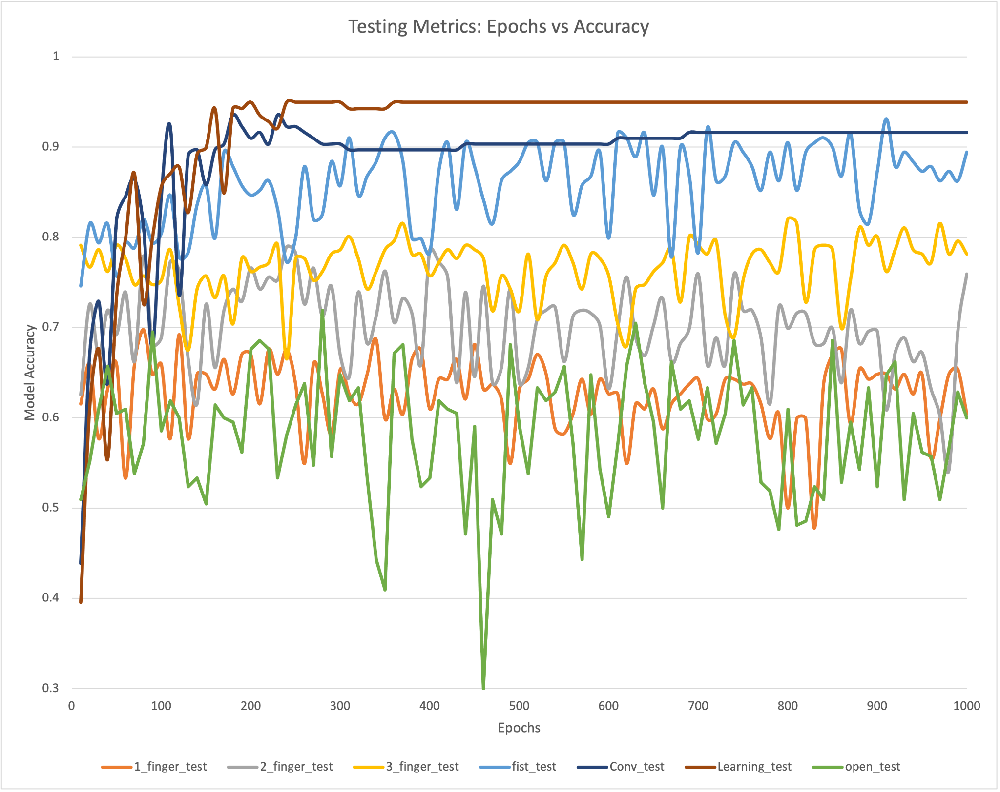 Testing Metrics: Epochs vs Accuracy
1
0.9
0.8
0.7
0.6
0.5
0.4
0.3
Model Accuracy
0 100 200 300 400 500 600 700 800 900 1000
Epochs
1_finger_test 2_finger_test 3_finger_test fist_test Conv_test Learning_test open_test